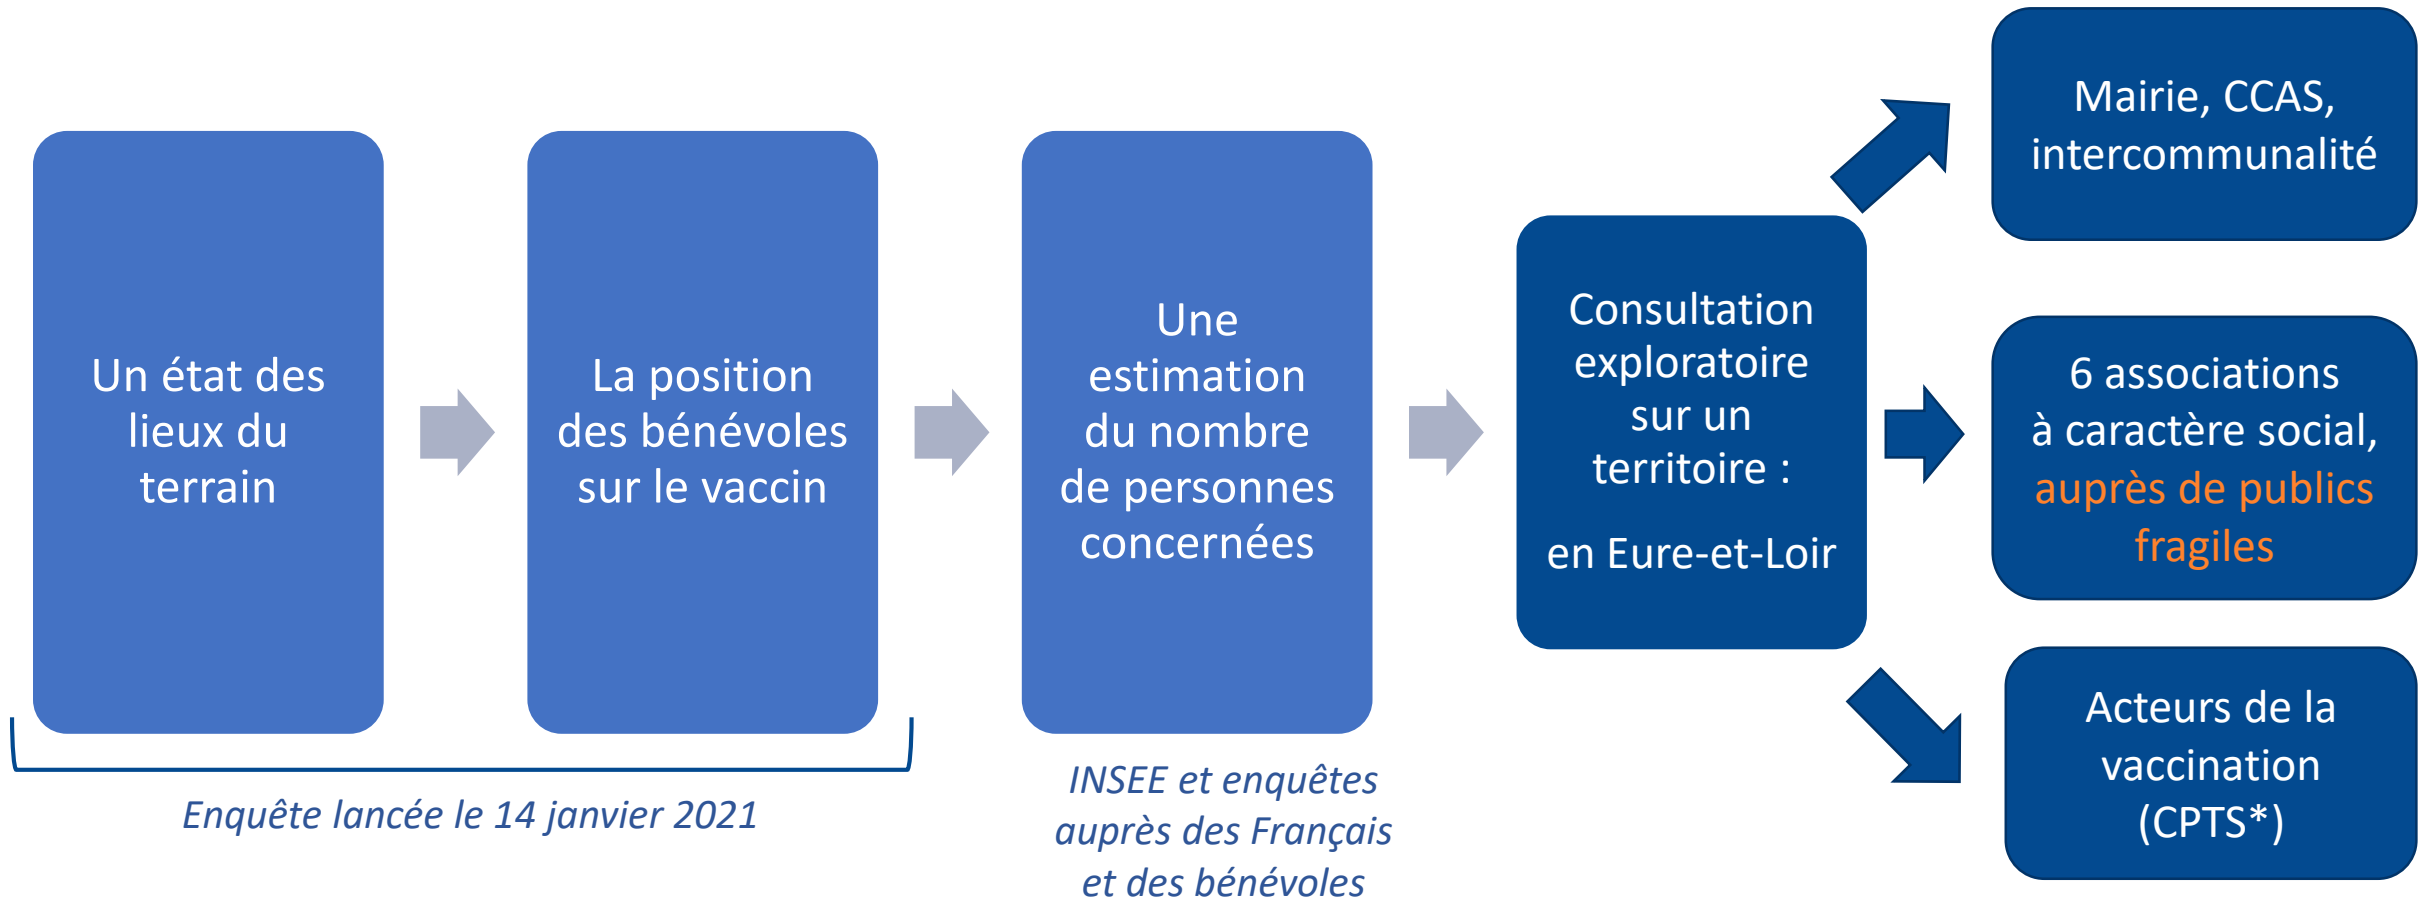 Un état des
lieux du
terrain
La position
des bénévoles
sur le vaccin
Enquête lancée le 14 janvier 2021
Une
estimation
du nombre
de personnes
concernées
INSEE et enquêtes
auprès des Français
et des bénévoles
Consultation
exploratoire
sur un
territoire :
en Eure-et-Loir
Mairie, CCAS,
intercommunalité
6 associations
à caractère social,
auprès de publics
fragiles
Acteurs de la
vaccination
(CPTS*)